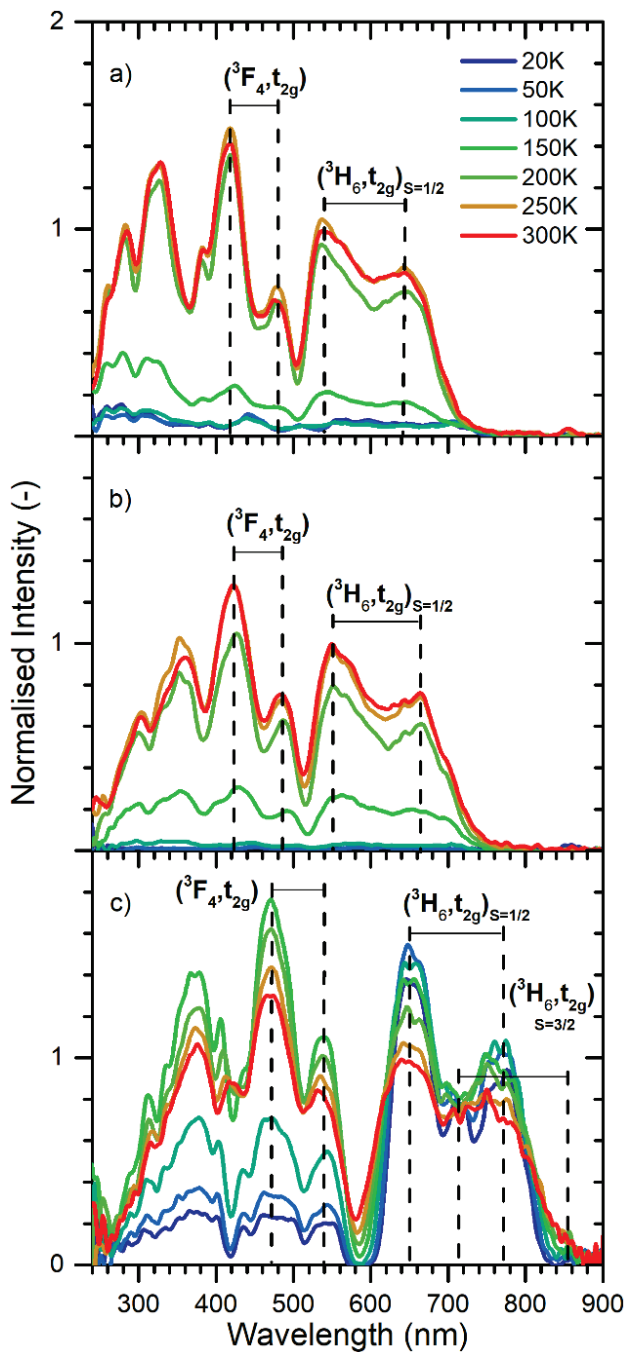 Normalised Intensity (-)
2
1
a)
(³F₄,t₂g)
(³H₆,t₂g)S=1/2
20K
50K
100K
150K
200K
250K
300K
b)
1
(³F₄,t₂g)
(³H₆,t₂g)S=1/2
c)
1
0
(³F₄,t₂g)
(³H₆,t₂g)S=1/2
(³H₆,t₂g)
S=3/2
300 400 500 600 700 800 900
Wavelength (nm)